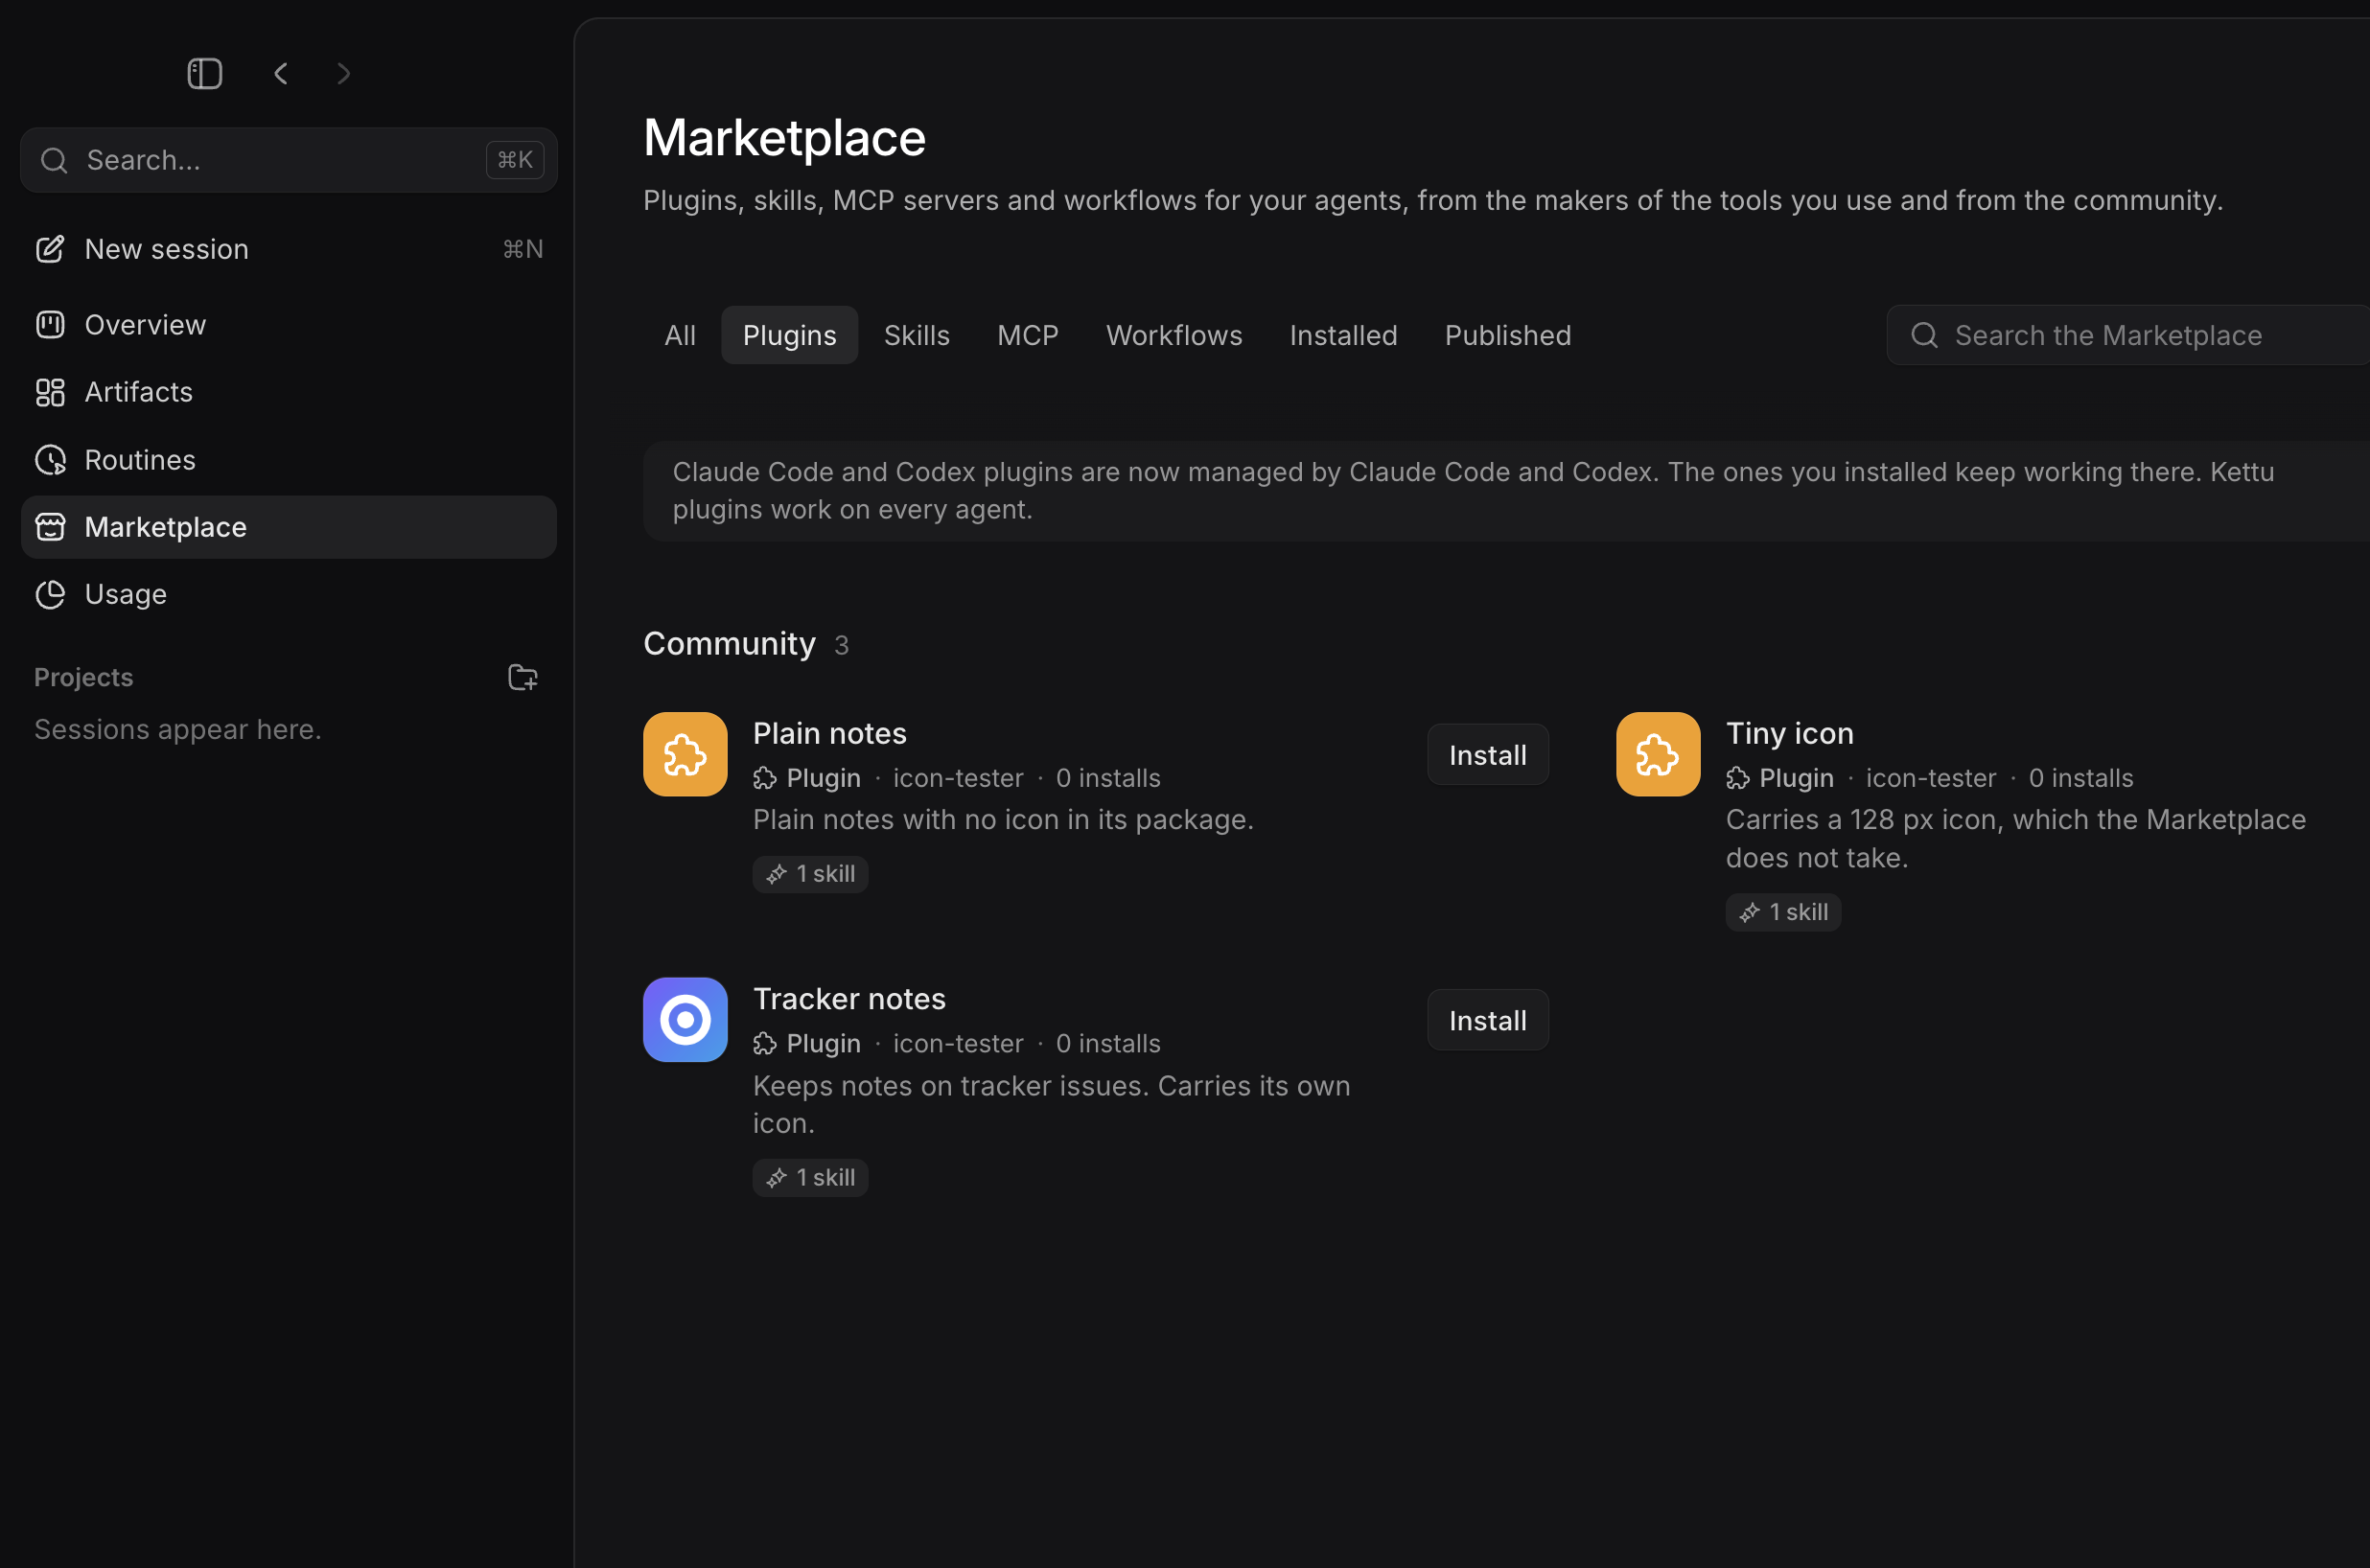 Search...
⌘K
New session
⌘N
Overview
Artifacts
Routines
Marketplace
Usage
Projects
Sessions appear here.
Marketplace
Plugins, skills, MCP servers and workflows for your agents, from the makers of the tools you use and from the community.
All
Plugins
Skills
MCP
Workflows
Installed
Published
Search the Marketplace
Claude Code and Codex plugins are now managed by Claude Code and Codex. The ones you installed keep working there. Kettu
plugins work on every agent.
Community 3
Plain notes
Plugin · icon-tester · 0 installs
Plain notes with no icon in its package.
1 skill
Install
Tiny icon
Plugin · icon-tester · 0 installs
Carries a 128 px icon, which the Marketplace
does not take.
1 skill
Tracker notes
Plugin · icon-tester · 0 installs
Keeps notes on tracker issues. Carries its own
icon.
1 skill
Install